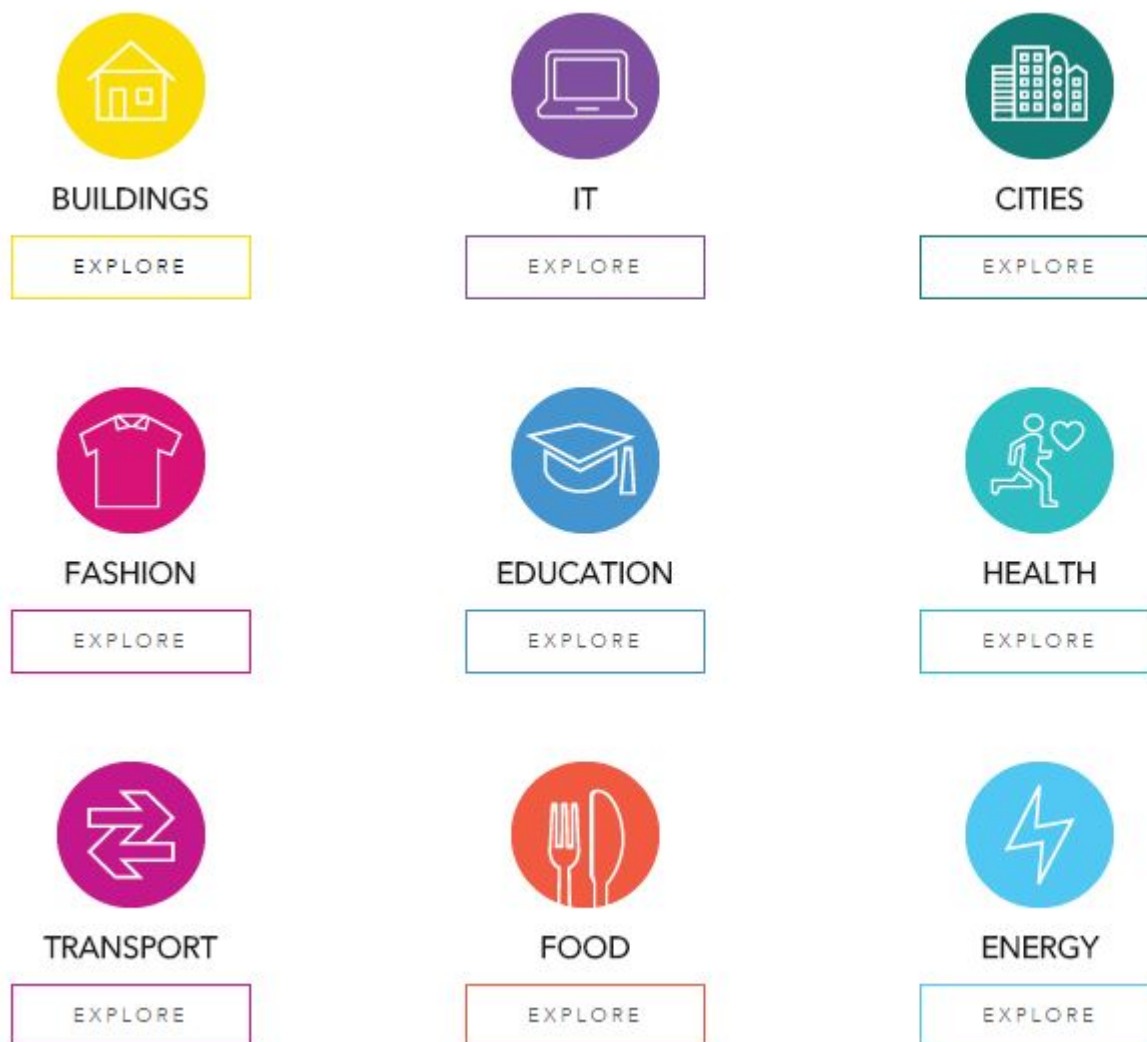 BUILDINGS
IT
CITIES
EXPLORE
EXPLORE
EXPLORE
FASHION
EDUCATION
HEALTH
EXPLORE
EXPLORE
EXPLORE
TRANSPORT
FOOD
ENERGY
EXPLORE
EXPLORE
EXPLORE